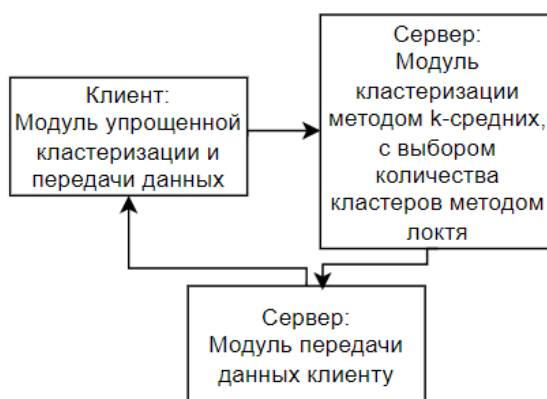 Клиент:
Модуль упрощенной
кластеризации и
передачи данных
Сервер:
Модуль
кластеризации
методом k-средних,
с выбором
количества
кластеров методом
локтя
Сервер:
Модуль передачи
данных клиенту